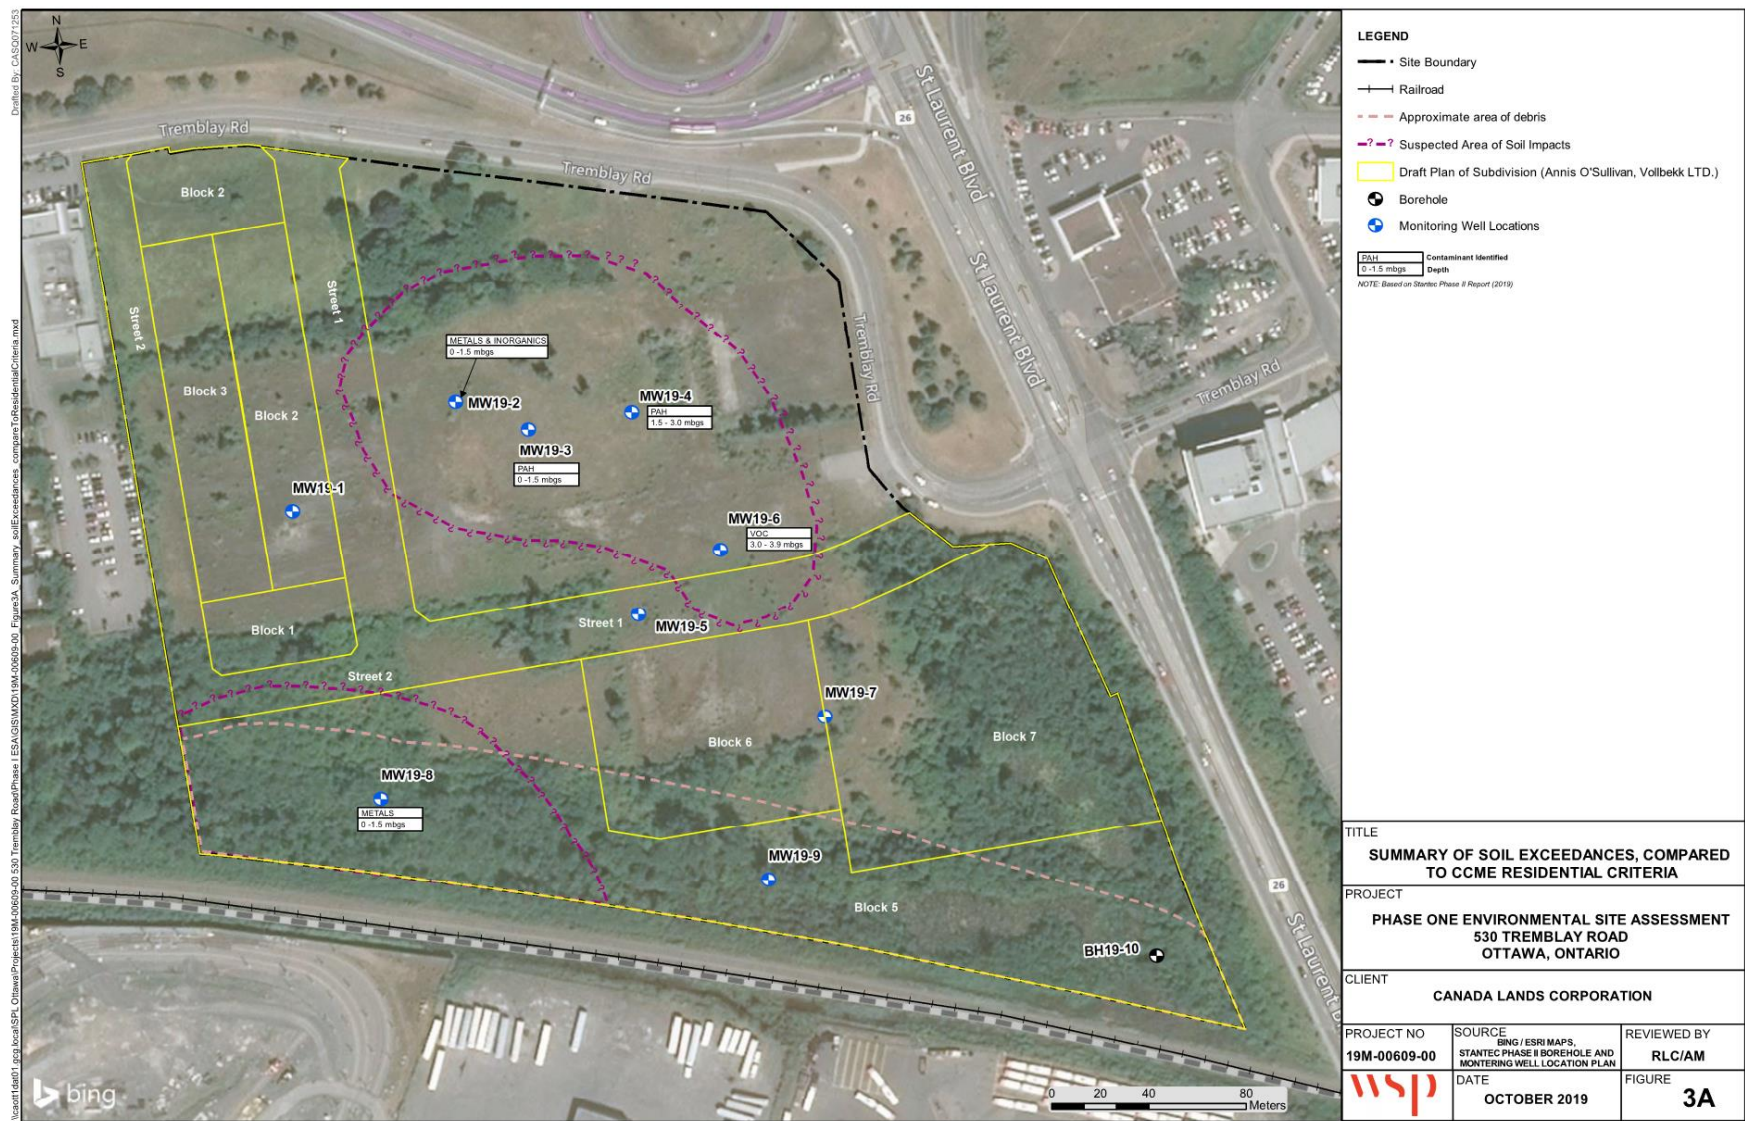 Drafted By: CASQ071253
N
W
E
S
Tremblay Rd
Tremblay Rd
26
St Laurent Blvd
St Laurent Blvd
Tremblay Rd
Tremblay Rd
Block 2
Street 2
Street 1
Block 3
Block 2
METALS & INORGANICS
0 -1.5 mbgs
MW19-2
MW19-4
PAH
1.5 - 3.0 mbgs
MW19-3
PAH
0 -1.5 mbgs
MW19-1
MW19-6
VOC
3.0 - 3.9 mbgs
Block 1
Street 1
MW19-5
Street 2
MW19-7
Block 6
Block 7
MW19-8
METALS
0 -1.5 mbgs
MW19-9
Block 5
26
BH19-10
St Laurent B
bing
0 20 40 80
Meters
LEGEND
Site Boundary
Railroad
Approximate area of debris
Suspected Area of Soil Impacts
Draft Plan of Subdivision (Annis O'Sullivan, Vollbekk LTD.)
Borehole
Monitoring Well Locations
PAH Contaminant Identified
0 -1.5 mbgs Depth
NOTE: Based on Stantec Phase II Report (2019)
TITLE
SUMMARY OF SOIL EXCEEDANCES, COMPARED
TO CCME RESIDENTIAL CRITERIA
PROJECT
PHASE ONE ENVIRONMENTAL SITE ASSESSMENT
530 TREMBLAY ROAD
OTTAWA, ONTARIO
CLIENT
CANADA LANDS CORPORATION
PROJECT NO
19M-00609-00
SOURCE
BING / ESRI MAPS,
STANTEC PHASE II BOREHOLE AND
MONTERING WELL LOCATION PLAN
REVIEWED BY
RLC/AM
wsp
DATE
OCTOBER 2019
FIGURE
3A